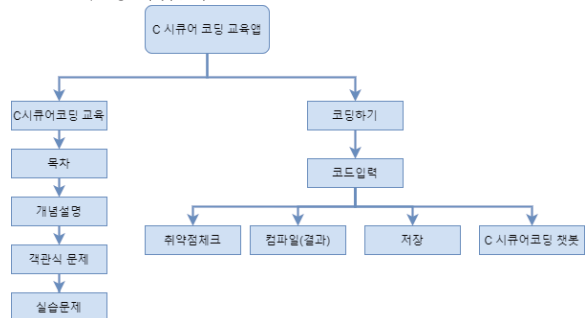 C 시큐어 코딩 교육앱
C시큐어코딩 교육
코딩하기
목차
코드입력
개념설명
취약점체크
컴파일(결과)
저장
C 시큐어코딩 챗봇
객관식 문제
실습문제